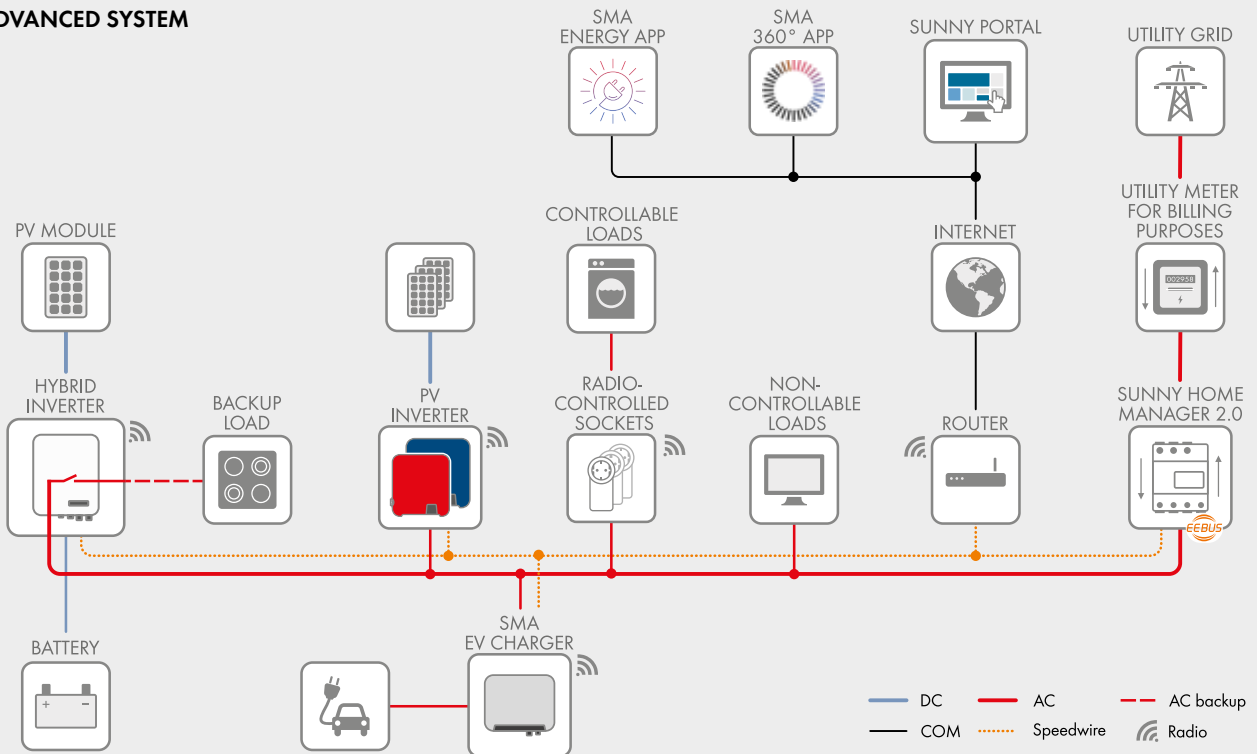 DVANCED SYSTEM
SMA
ENERGY APP
SMA
360° APP
SUNNY PORTAL
UTILITY GRID
UTILITY METER
FOR BILLING
PURPOSES
002958
PV MODULE
CONTROLLABLE
LOADS
INTERNET
HYBRID
INVERTER
BACKUP
LOAD
PV
INVERTER
RADIO-
CONTROLLED
SOCKETS
NON-
CONTROLLABLE
LOADS
ROUTER
SUNNY HOME
MANAGER 2.0
EEBUS
BATTERY
+ −
SMA
EV CHARGER
DC
AC
AC backup
COM
Speedwire
Radio